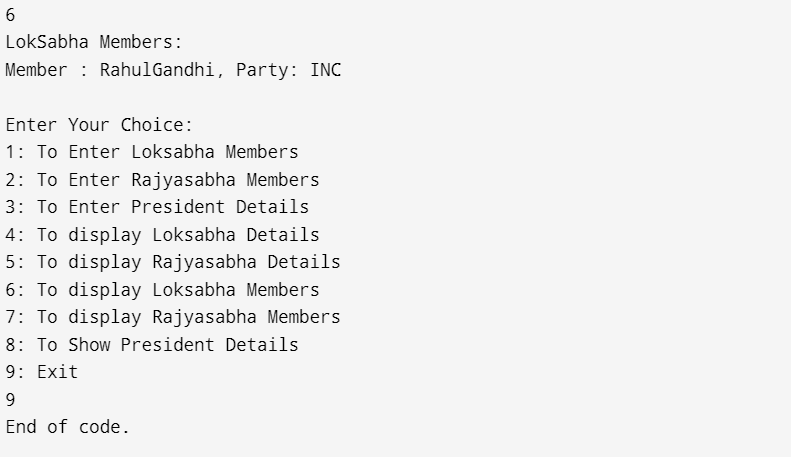 6
LokSabha Members:
Member : RahulGandhi, Party: INC
Enter Your Choice:
1: To Enter Loksabha Members
2: To Enter Rajyasabha Members
3: To Enter President Details
4: To display Loksabha Details
5: To display Rajyasabha Details
6: To display Loksabha Members
7: To display Rajyasabha Members
8: To Show President Details
9: Exit
9
End of code.